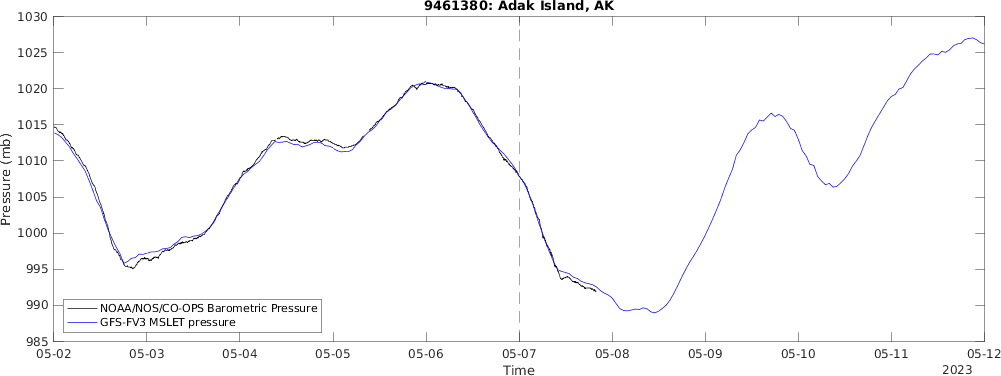 9461380: Adak Island, AK
Pressure (mb)
1030
1025
1020
1015
1010
1005
1000
995
990
985
NOAA/NOS/CO-OPS Barometric Pressure
GFS-FV3 MSLET pressure
05-02 05-03 05-04 05-05 05-06 05-07 05-08 05-09 05-10 05-11 05-12
Time
2023